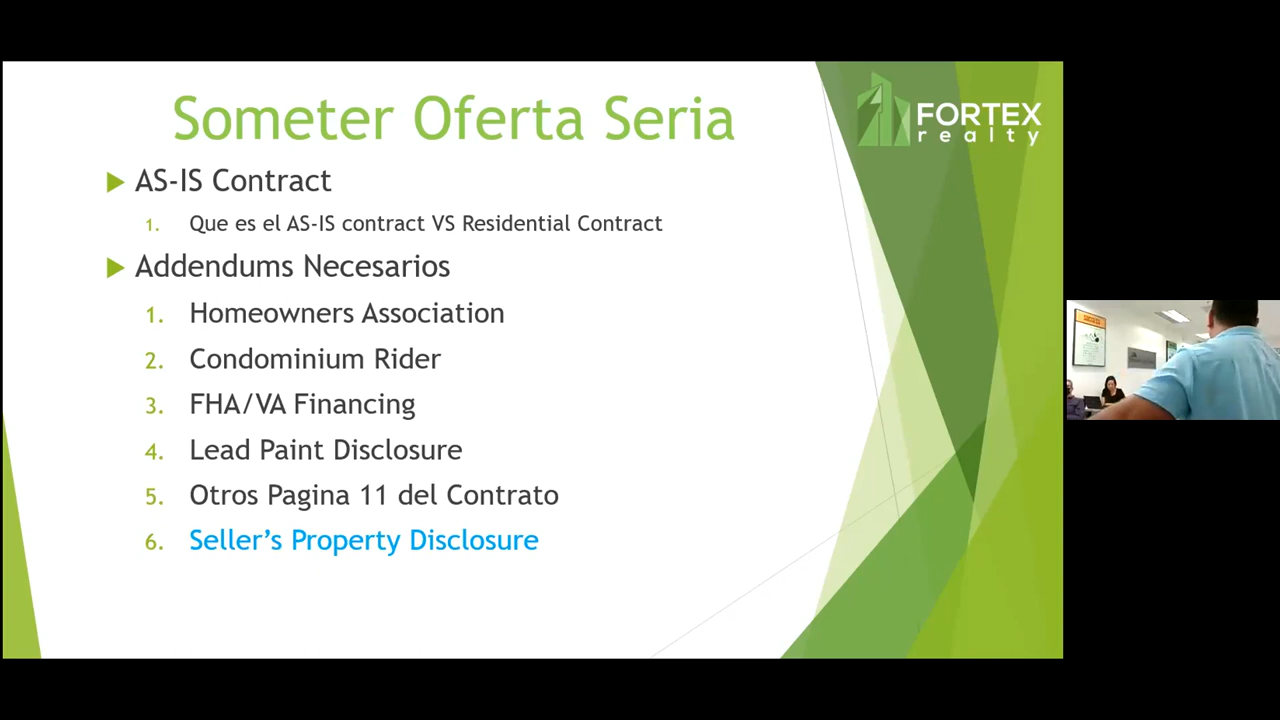 Someter Oferta Seria
FORTEX
realty
AS-IS Contract
1. Que es el AS-IS contract VS Residential Contract
Addendums Necesarios
1. Homeowners Association
2. Condominium Rider
3. FHA/VA Financing
4. Lead Paint Disclosure
5. Otros Pagina 11 del Contrato
6. Seller’s Property Disclosure